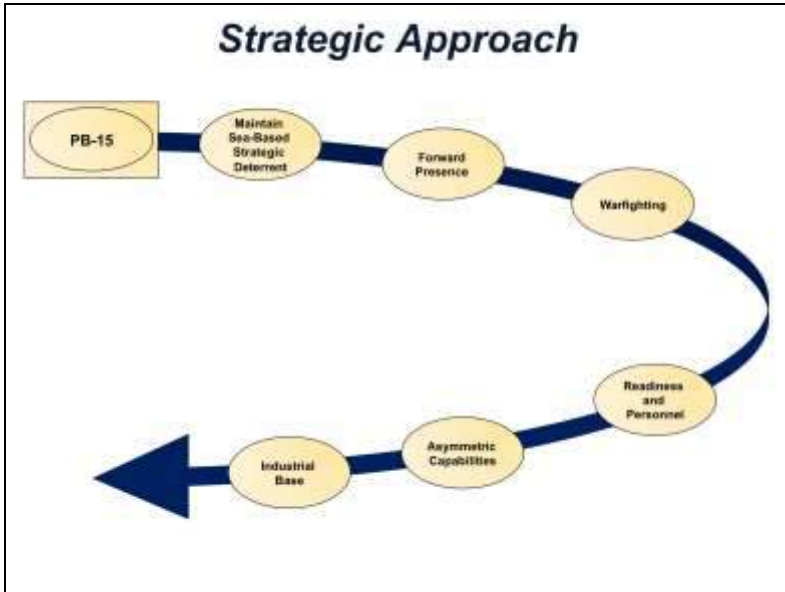 Strategic Approach
PB-15
Maintain
Sea-Based
Strategic
Deterrent
Forward
Presence
Warfighting
Readiness
and
Personnel
Asymmetric
Capabilities
Industrial
Base